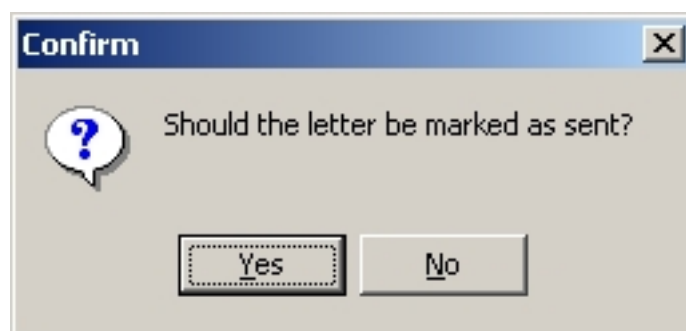 Confirm
Should the letter be marked as sent?
Yes No